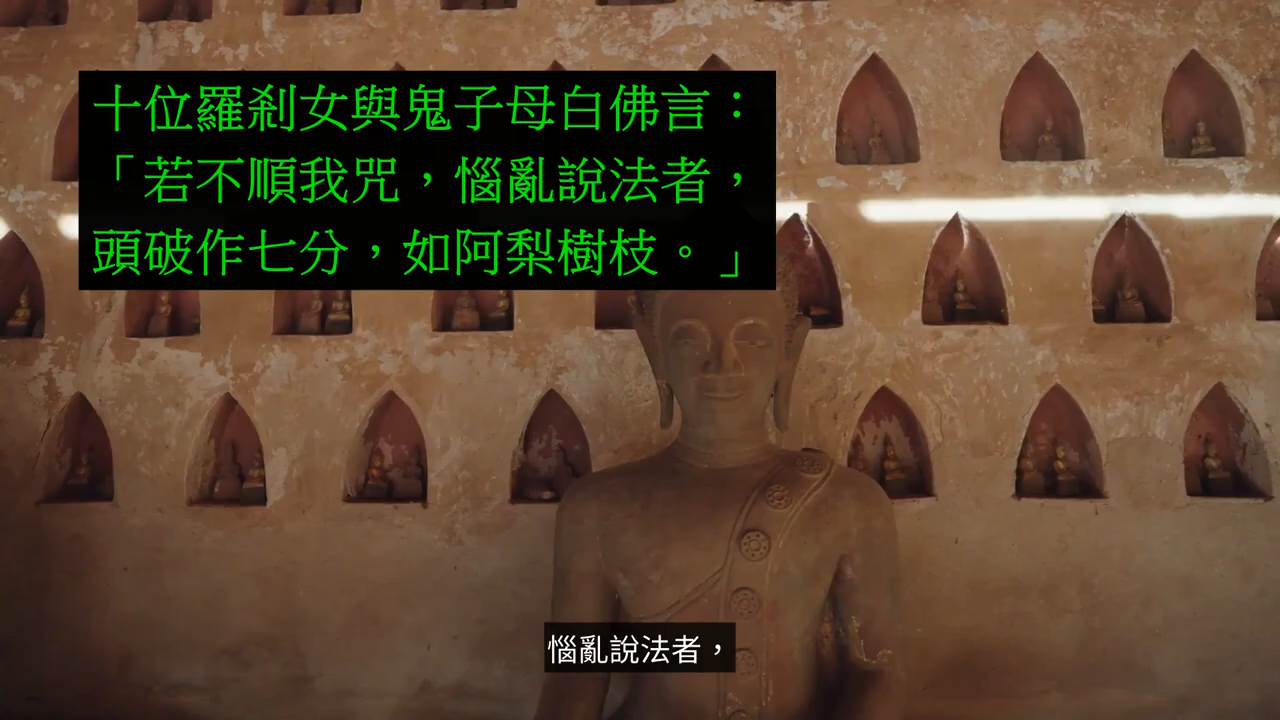 十位羅剎女與鬼子母白佛言：
「若不順我咒，惱亂說法者，
頭破作七分，如阿梨樹枝。」
惱亂說法者，